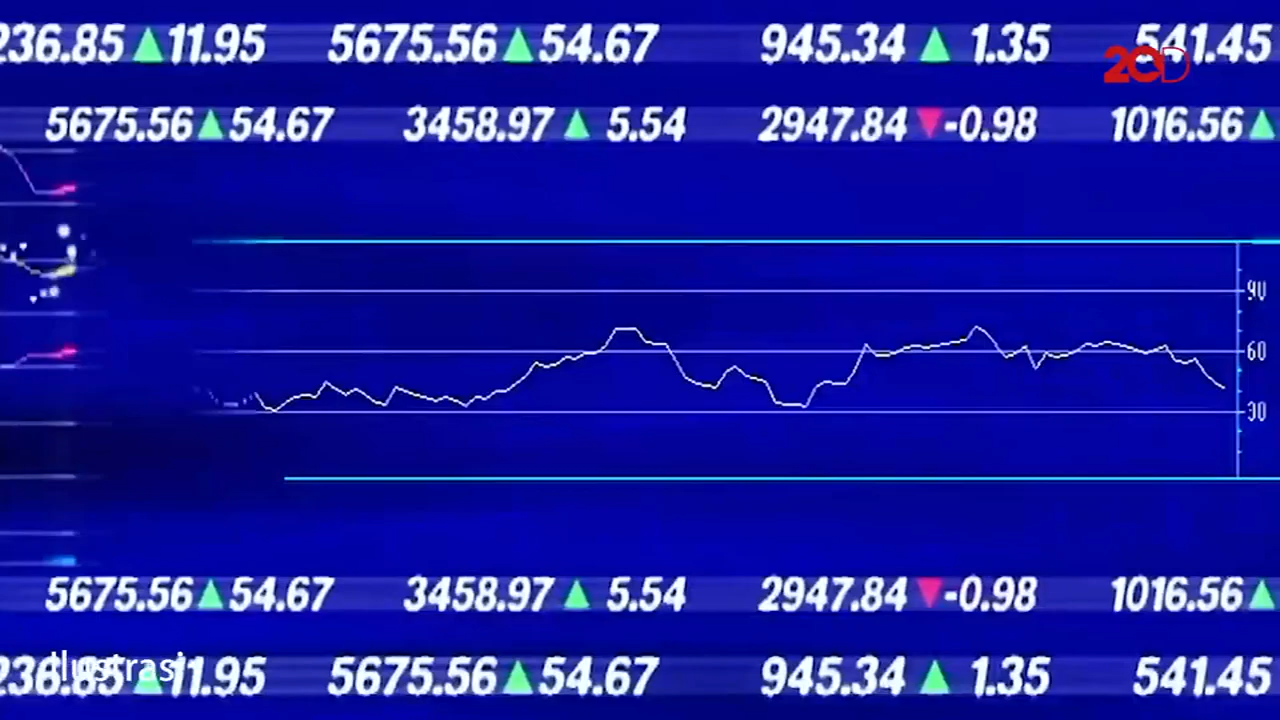 236.85 ▲ 11.95 5675.56 ▲ 54.67 945.34 ▲ 1.35 541.45
20D
5675.56 ▲ 54.67 3458.97 ▲ 5.54 2947.84 ▼ -0.98 1016.56 ▲
90
60
30
5675.56 ▲ 54.67 3458.97 ▲ 5.54 2947.84 ▼ -0.98 1016.56 ▲
Ilustrasi
236.85 ▲ 11.95 5675.56 ▲ 54.67 945.34 ▲ 1.35 541.45